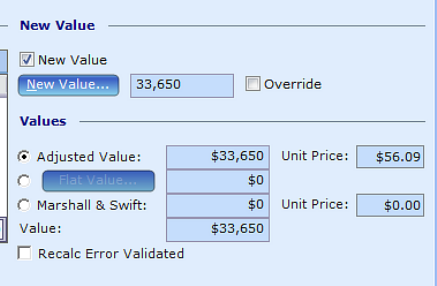 New Value
New Value
New Value... 33,650 Override
Values
Adjusted Value: $33,650 Unit Price: $56.09
Flat Value... $0
Marshall & Swift: $0 Unit Price: $0.00
Value: $33,650
Recalc Error Validated